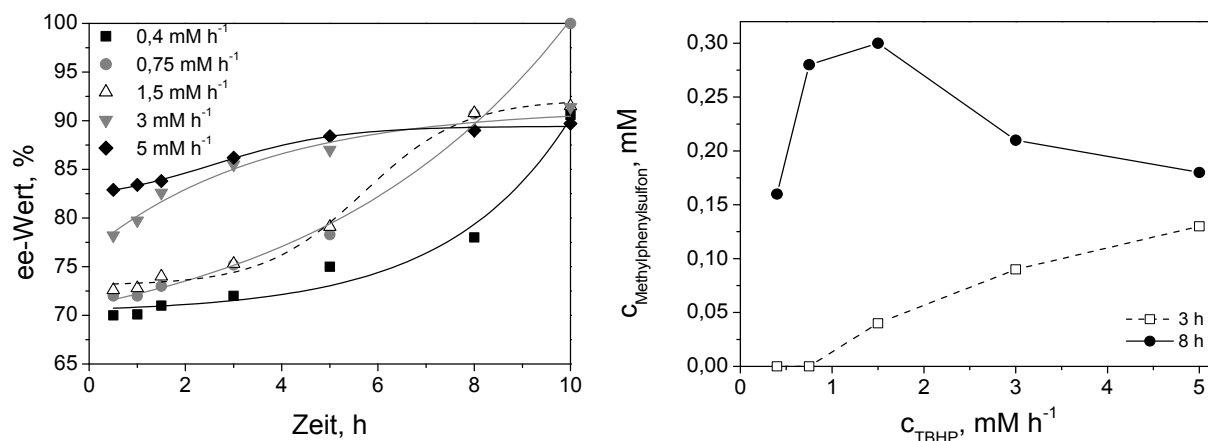 100
95
90
85
80
75
70
65
ee-Wert, %
0,4 mM h⁻¹
0,75 mM h⁻¹
1,5 mM h⁻¹
3 mM h⁻¹
5 mM h⁻¹
0 2 4 6 8 10
Zeit, h
0,30
0,25
0,20
0,15
0,10
0,05
0,00
c_Methylphenylsulfon, mM
3 h
8 h
0 1 2 3 4 5
c_TBHP, mM h⁻¹